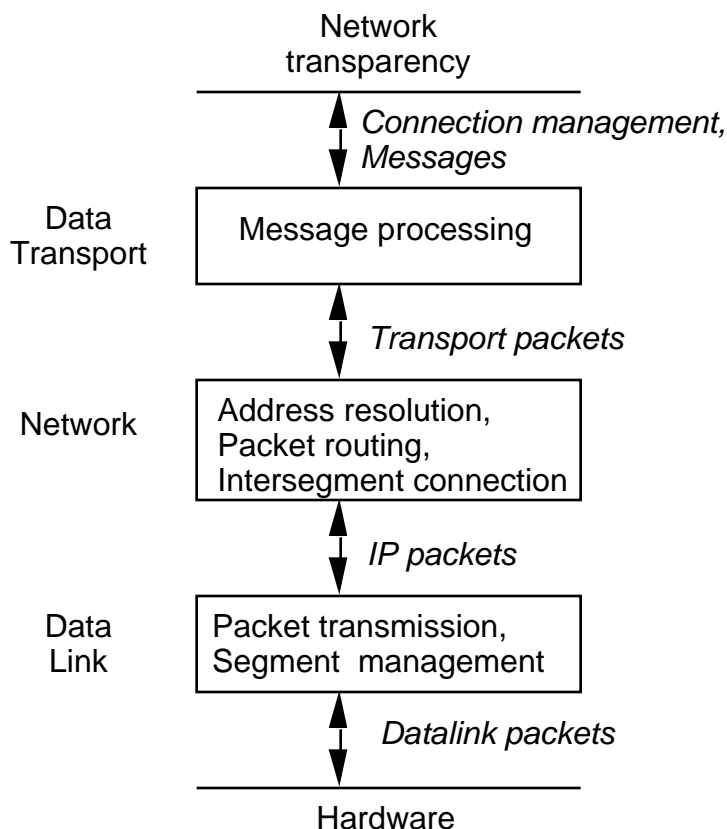 Network
transparency
Connection management,
Messages
Data
Transport
Message processing
Transport packets
Network
Address resolution,
Packet routing,
Intersegment connection
IP packets
Data
Link
Packet transmission,
Segment management
Datalink packets
Hardware